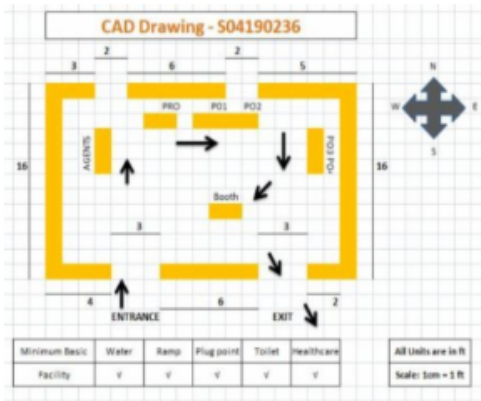 CAD Drawing - S04190236
2 2
3 6 5
N
PRO PO1 PO2
W E
AGENTS
S
16 16
Booth
3 3
4 6 2
ENTRANCE EXIT
Minimum Basic Water Ramp Plug point Toilet Healthcare
Facility √ √ √ √ √
All Units are in ft
Scale: 1cm = 1 ft